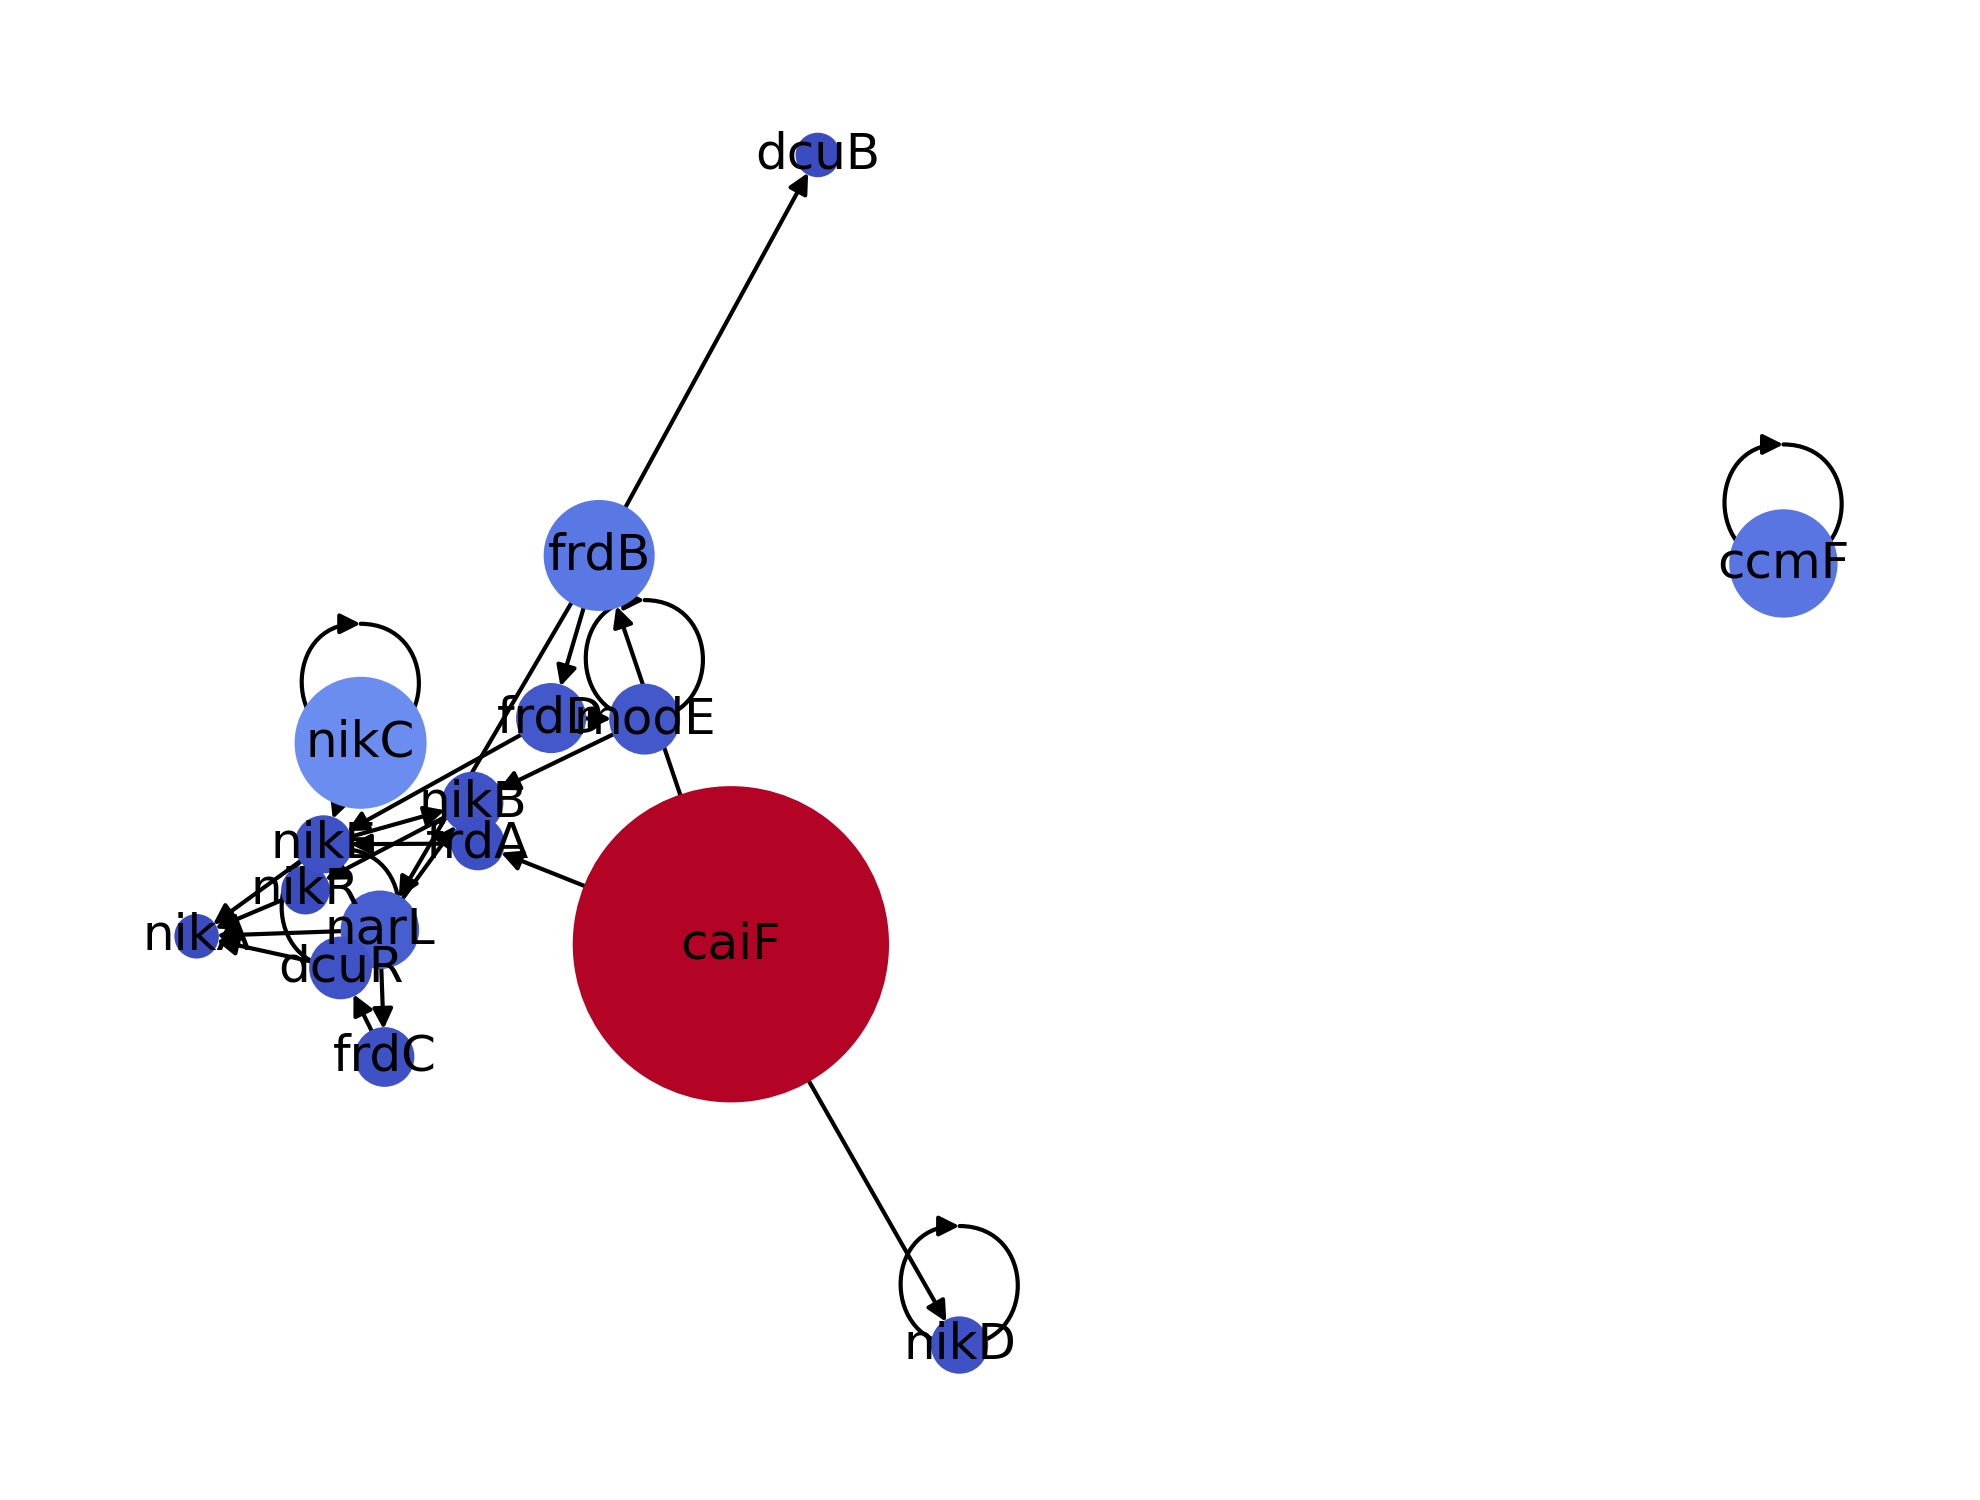 dcuB
frdB
ccmF
frdD
modE
nikC
nikB
nikE
frdA
nikR
narL
nikA
caiF
dcuR
frdC
nikD